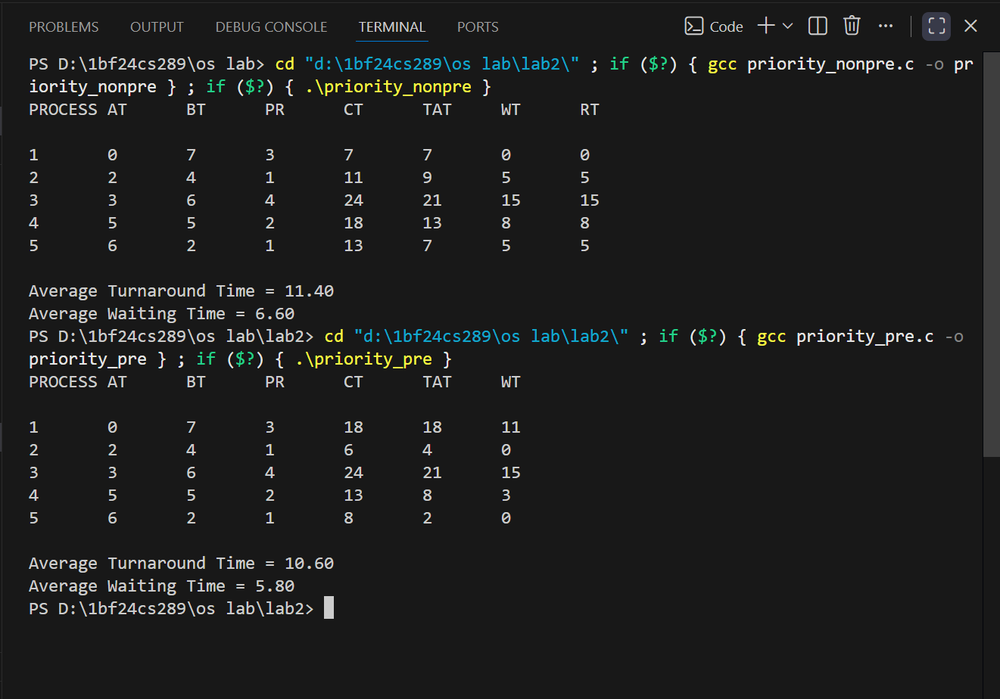 PROBLEMS OUTPUT DEBUG CONSOLE TERMINAL PORTS Code
PS D:\1bf24cs289\os lab> cd "d:\1bf24cs289\os lab\lab2\" ; if ($?) { gcc priority_nonpre.c -o pr
iority_nonpre } ; if ($?) { .\priority_nonpre }
PROCESS AT BT PR CT TAT WT RT
1 0 7 3 7 7 0 0
2 2 4 1 11 9 5 5
3 3 6 4 24 21 15 15
4 5 5 2 18 13 8 8
5 6 2 1 13 7 5 5
Average Turnaround Time = 11.40
Average Waiting Time = 6.60
PS D:\1bf24cs289\os lab\lab2> cd "d:\1bf24cs289\os lab\lab2\" ; if ($?) { gcc priority_pre.c -o
priority_pre } ; if ($?) { .\priority_pre }
PROCESS AT BT PR CT TAT WT
1 0 7 3 18 18 11
2 2 4 1 6 4 0
3 3 6 4 24 21 15
4 5 5 2 13 8 3
5 6 2 1 8 2 0
Average Turnaround Time = 10.60
Average Waiting Time = 5.80
PS D:\1bf24cs289\os lab\lab2>